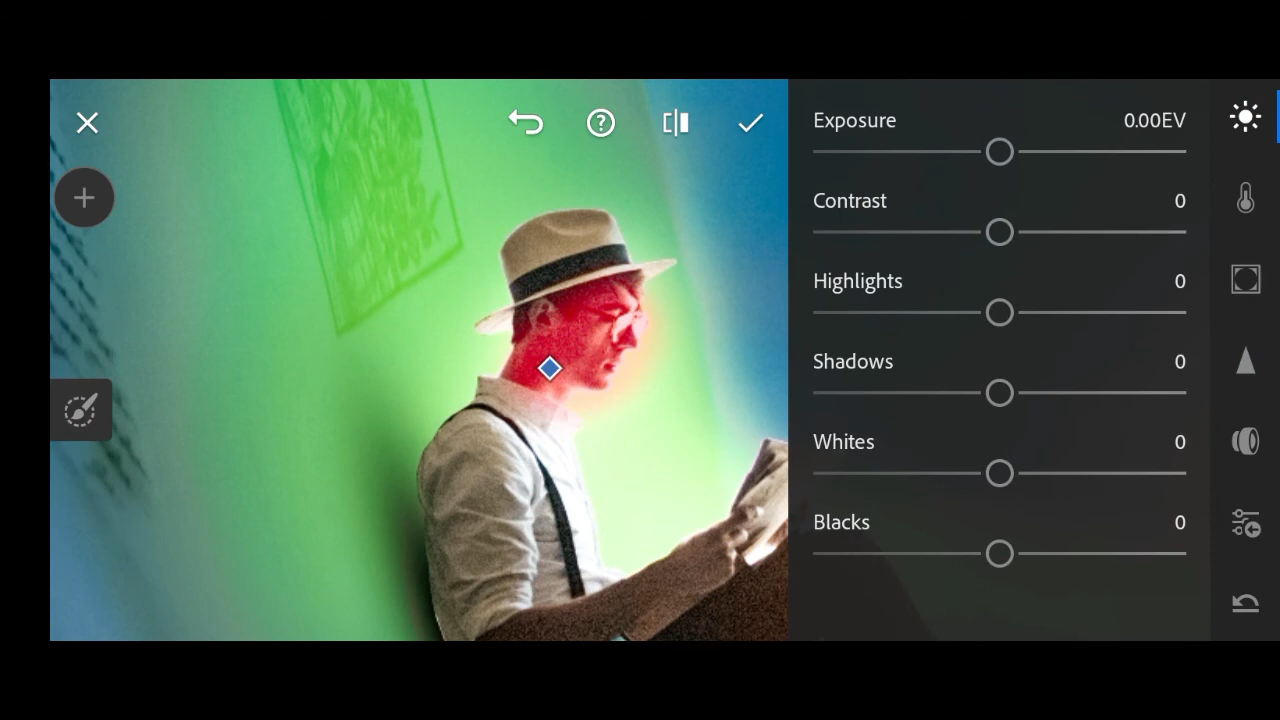 Exposure 0.00EV
Contrast 0
Highlights 0
Shadows 0
Whites 0
Blacks 0